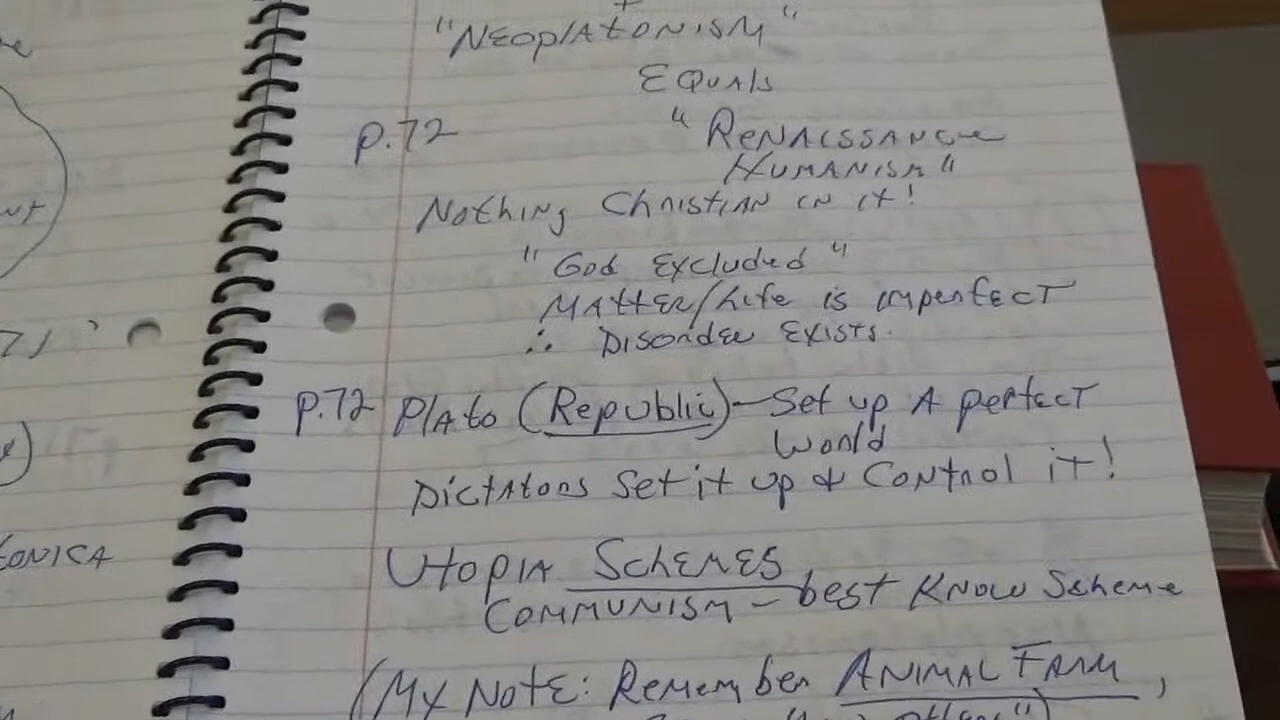 "NEOPLATONISM"
EQUALS
p.72 "RENAISSANCE
HUMANISM"
Nothing Christian in it!
"God Excluded"
MATTER/Life is imperfect
∴ Disorder Exists.
p.72 Plato (Republic) - Set up A perfect
World
Dictators Set it up & Control it!
Utopia Schemes
COMMUNISM - best Know Scheme
(My Note: Remember ANIMAL FARM,
ONICA